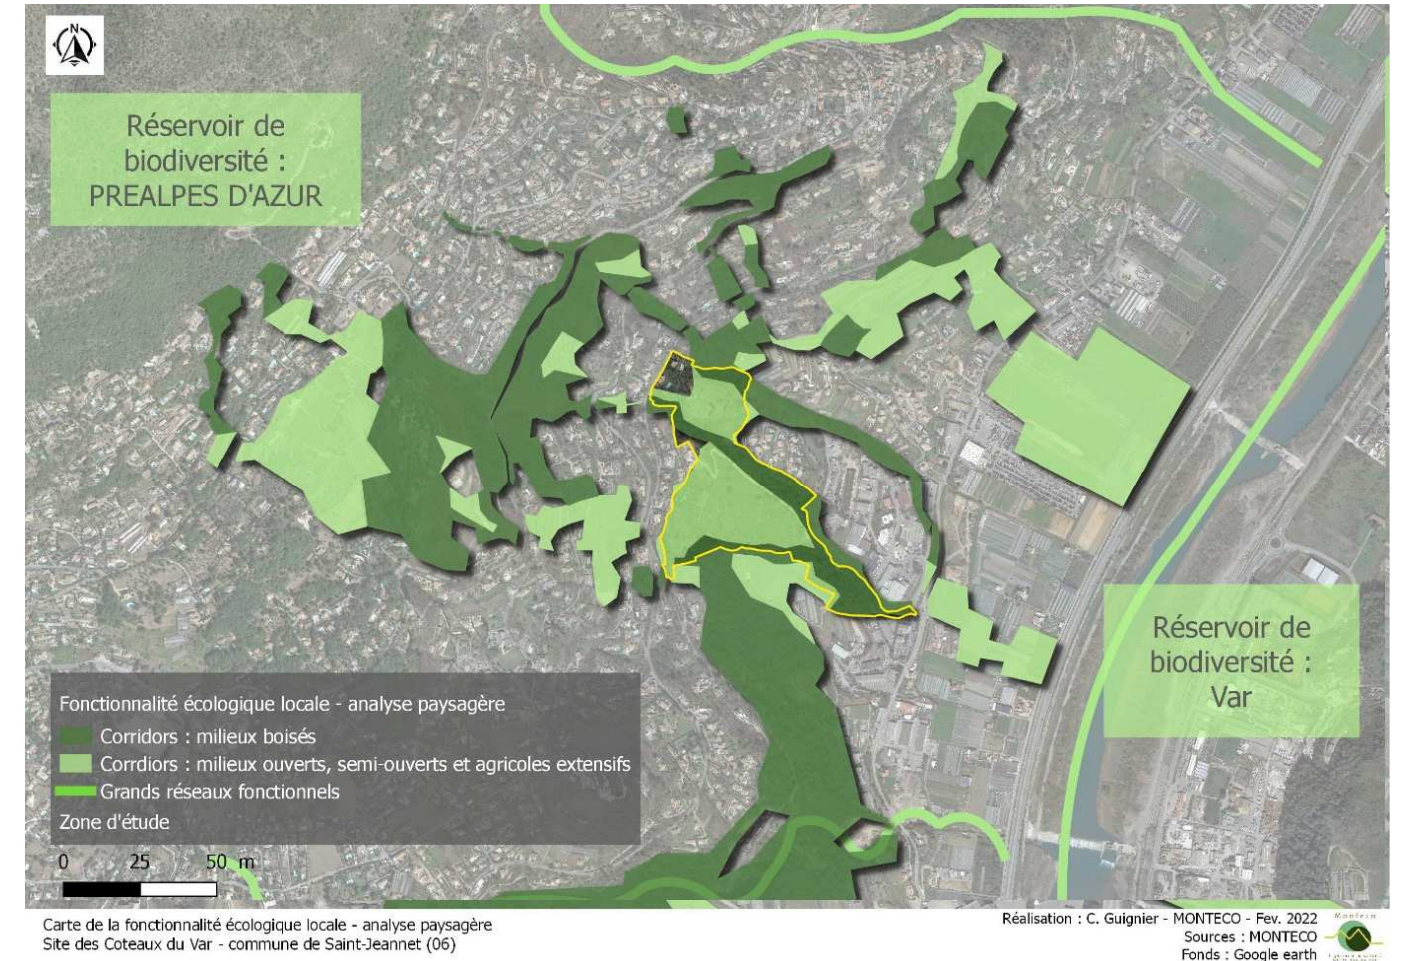 N
Réservoir de
biodiversité :
PREALPES D'AZUR
Réservoir de
biodiversité :
Var
Fonctionnalité écologique locale - analyse paysagère
Corridors : milieux boisés
Corrdiors : milieux ouverts, semi-ouverts et agricoles extensifs
Grands réseaux fonctionnels
Zone d'étude
0 25 50 m
Carte de la fonctionnalité écologique locale - analyse paysagère
Site des Coteaux du Var - commune de Saint-Jeannet (06)
Réalisation : C. Guignier - MONTECO - Fev. 2022
Sources : MONTECO
Fonds : Google earth
Monteco